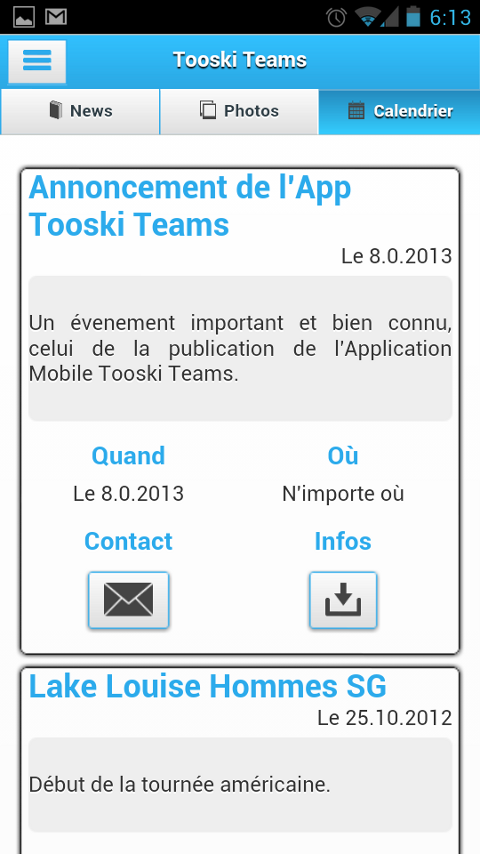 6:13
Tooski Teams
News Photos Calendrier
Annoncement de l'App
Tooski Teams
Le 8.0.2013
Un évenement important et bien connu,
celui de la publication de l'Application
Mobile Tooski Teams.
Quand Où
Le 8.0.2013 N'importe où
Contact Infos
Lake Louise Hommes SG
Le 25.10.2012
Début de la tournée américaine.